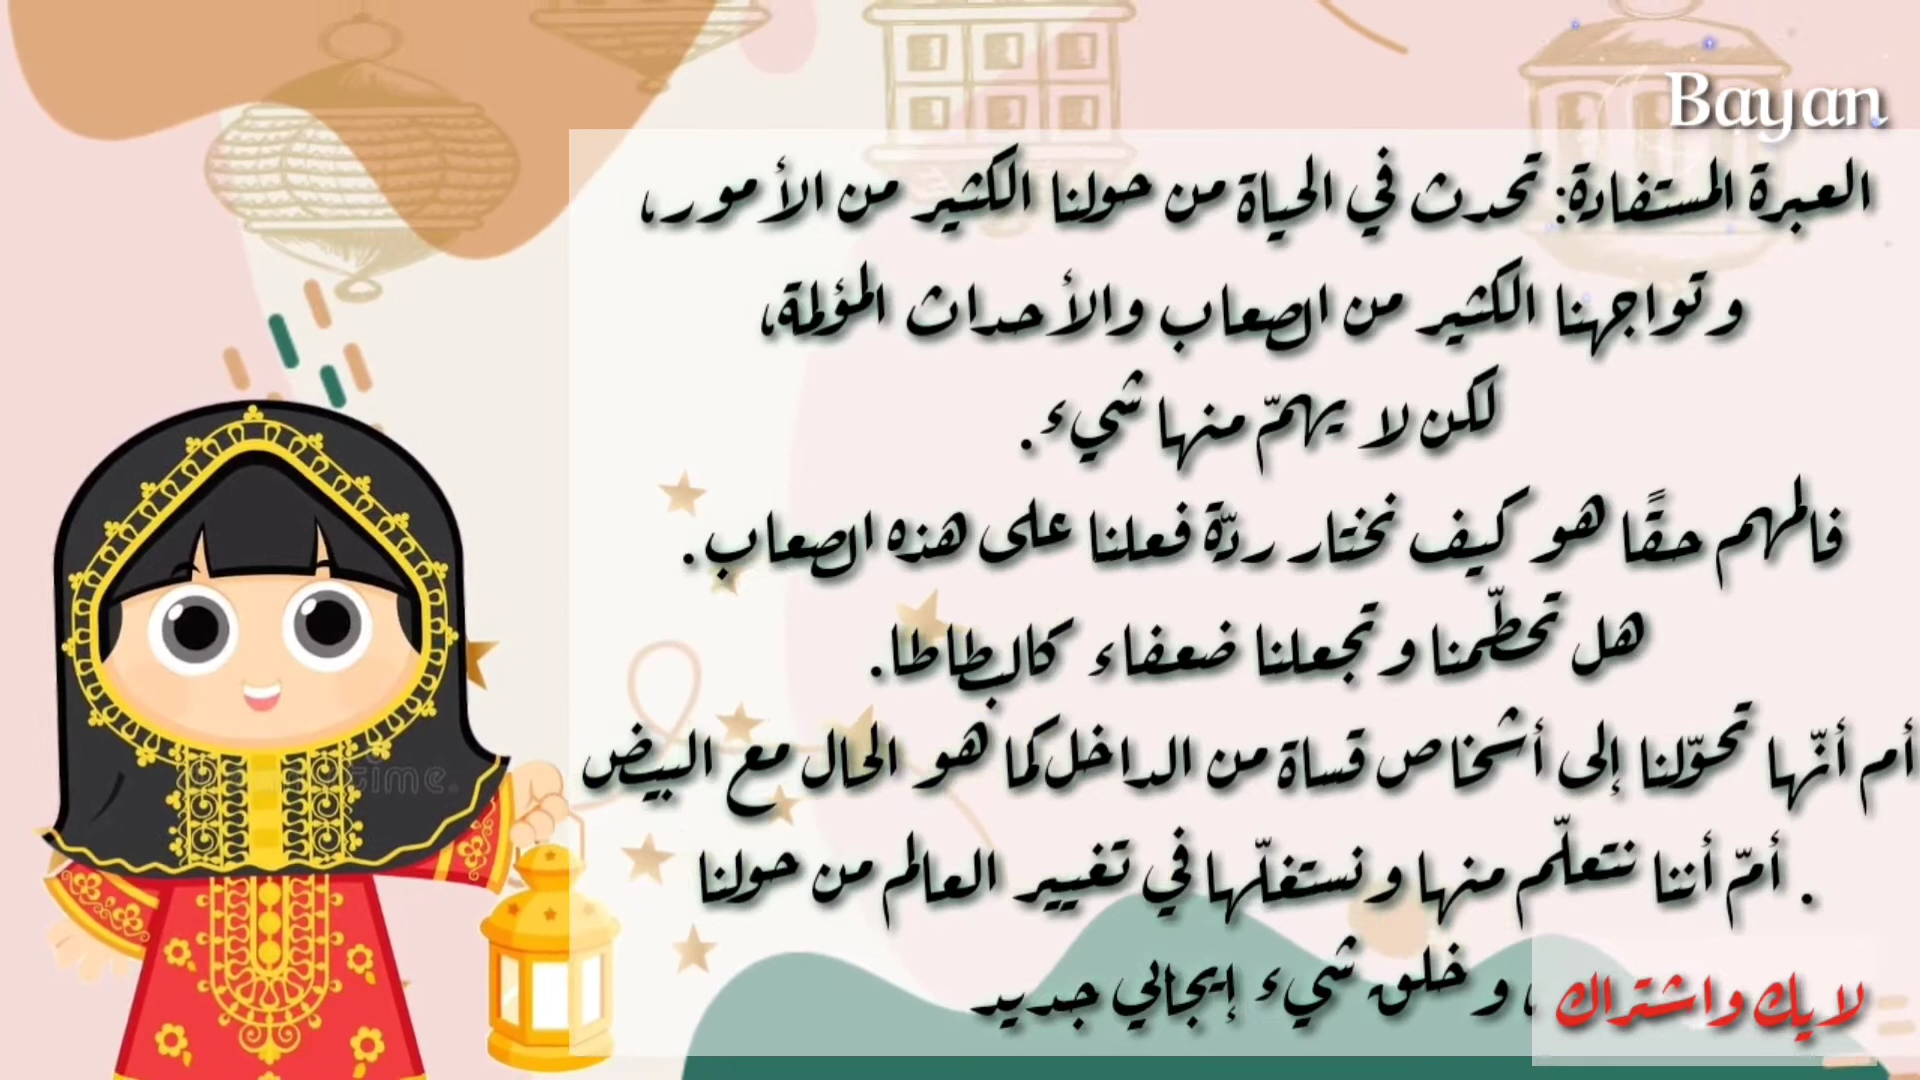 Bayan
العبرة المستفادة: تحدث في الحياة من حولنا الكثير من الأمور،
وتواجهنا الكثير من الصعاب والأحداث المؤلمة،
لكن لا يهمّ منها شيء.
فالمهم حقًا هو كيف نختار ردّة فعلنا على هذه الصعاب.
هل تحطّمنا وتجعلنا ضعفاء كالبطاطا.
أم أنّها تحوّلنا إلى أشخاص قساة من الداخل كما هو الحال مع البيض
. أمّ أننا نتعلّم منها ونستغلّها في تغيير العالم من حولنا
، وخلق شيء إيجابي جديد
لايك واشتراك